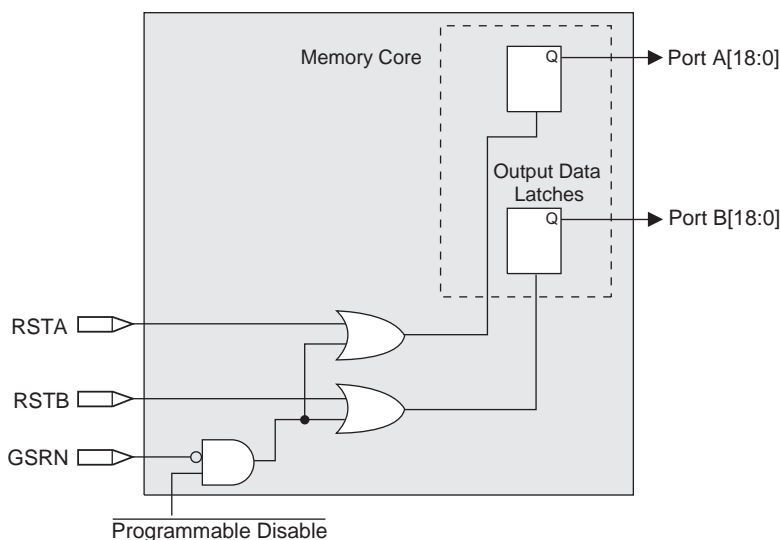 Memory Core
Q
Port A[18:0]
Output Data
Latches
Q
Port B[18:0]
RSTA
RSTB
GSRN
Programmable Disable